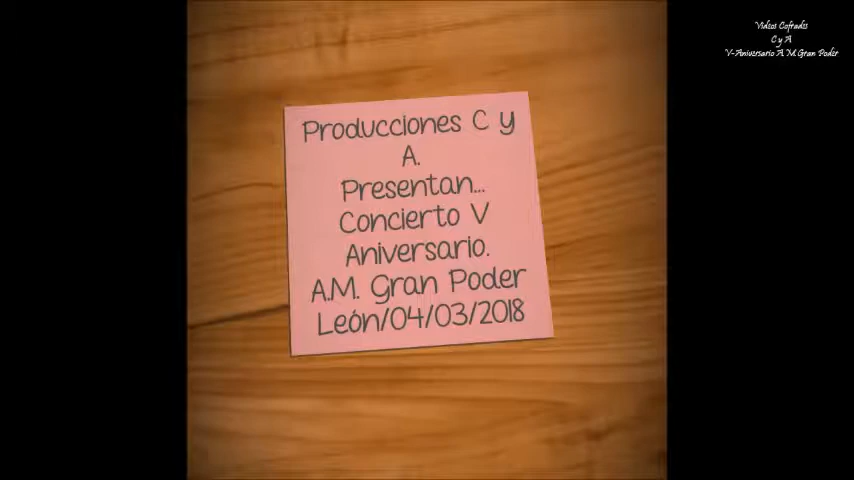 Videos Cofrades
C y A
V-Aniversario A.M.Gran Poder
Producciones C y
A.
Presentan...
Concierto V
Aniversario.
A.M. Gran Poder
León/04/03/2018